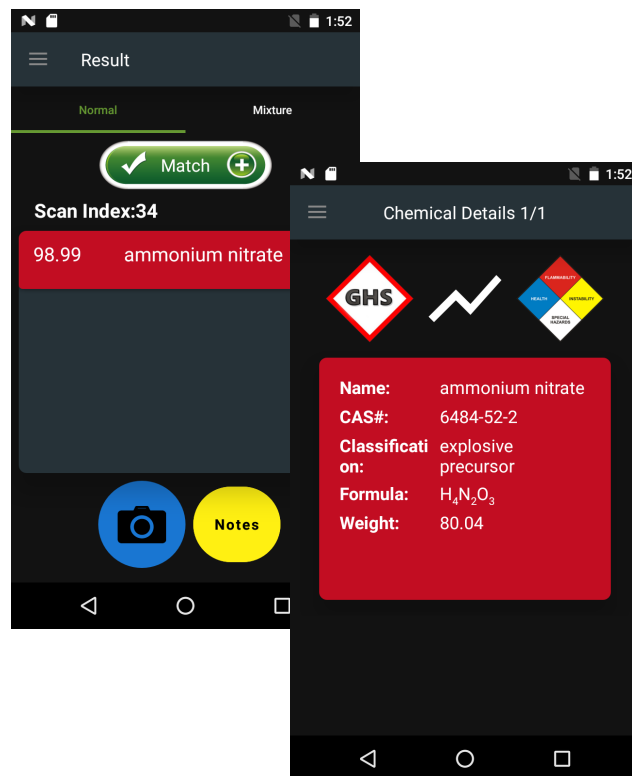 1:52
Result
Normal Mixture
Match
Scan Index:34
98.99 ammonium nitrate
Notes
1:52
Chemical Details 1/1
GHS
FLAMMABILITY
HEALTH INSTABILITY
SPECIAL
HAZARDS
Name: ammonium nitrate
CAS#: 6484-52-2
Classificati explosive
on: precursor
Formula: H₄N₂O₃
Weight: 80.04